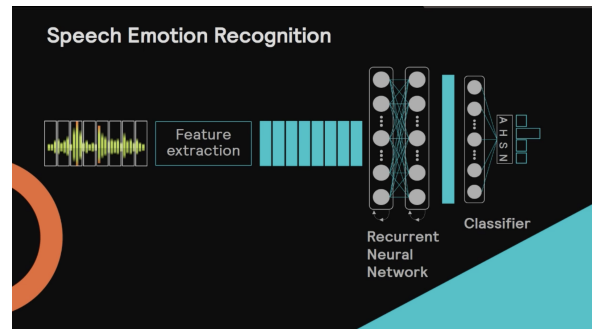 Speech Emotion Recognition
Feature
extraction
A
H
S
N
Recurrent
Neural
Network
Classifier